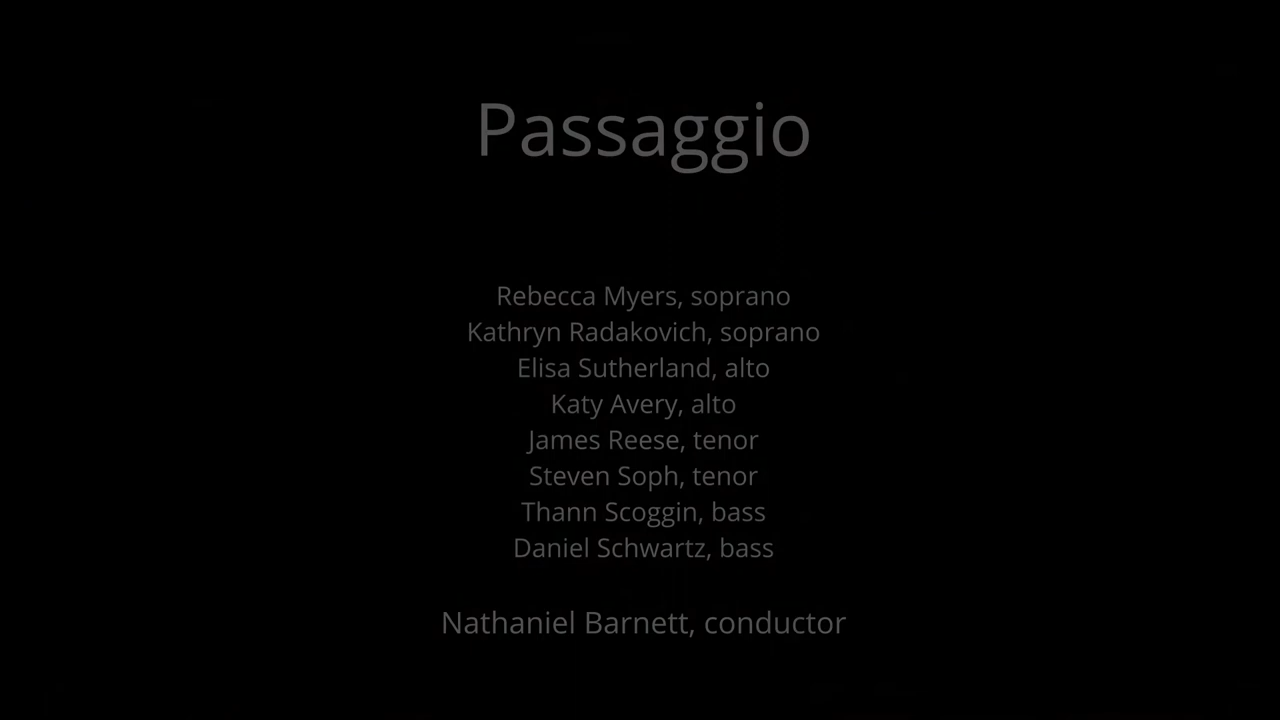 Passaggio
Rebecca Myers, soprano
Kathryn Radakovich, soprano
Elisa Sutherland, alto
Katy Avery, alto
James Reese, tenor
Steven Soph, tenor
Thann Scoggin, bass
Daniel Schwartz, bass
Nathaniel Barnett, conductor